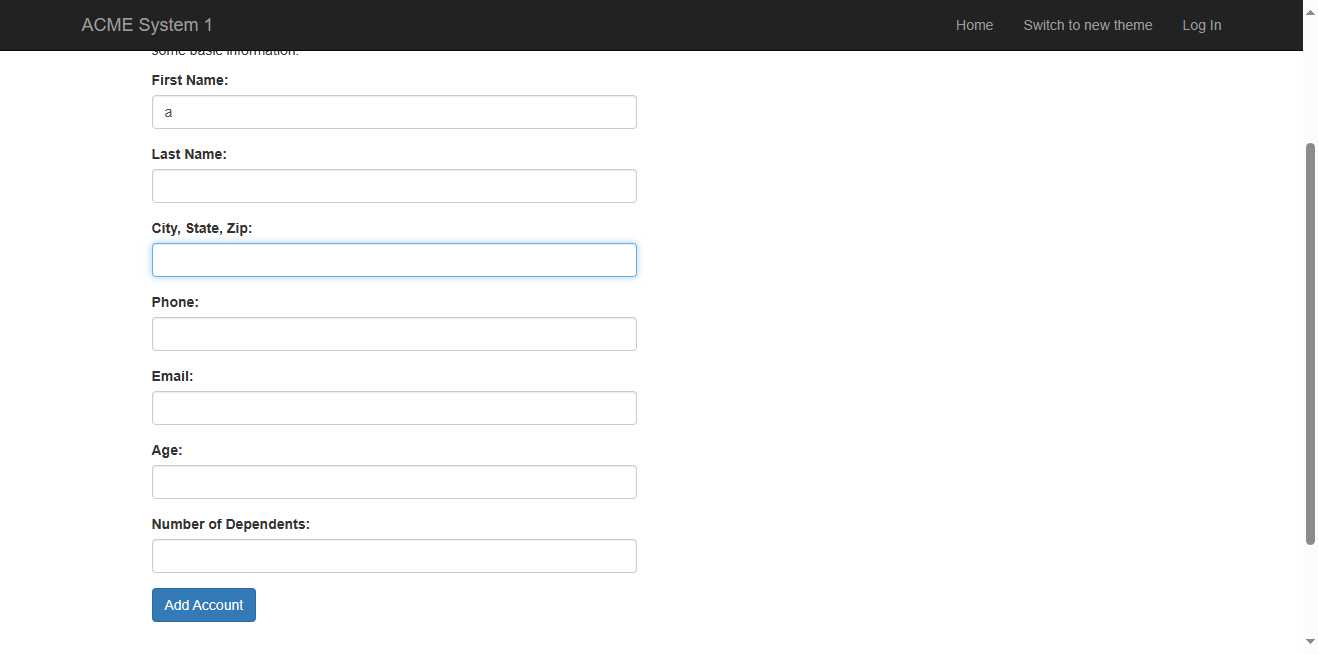 ACME System 1
Home Switch to new theme Log In
some basic information.
First Name:
a
Last Name:
City, State, Zip:
Phone:
Email:
Age:
Number of Dependents:
Add Account